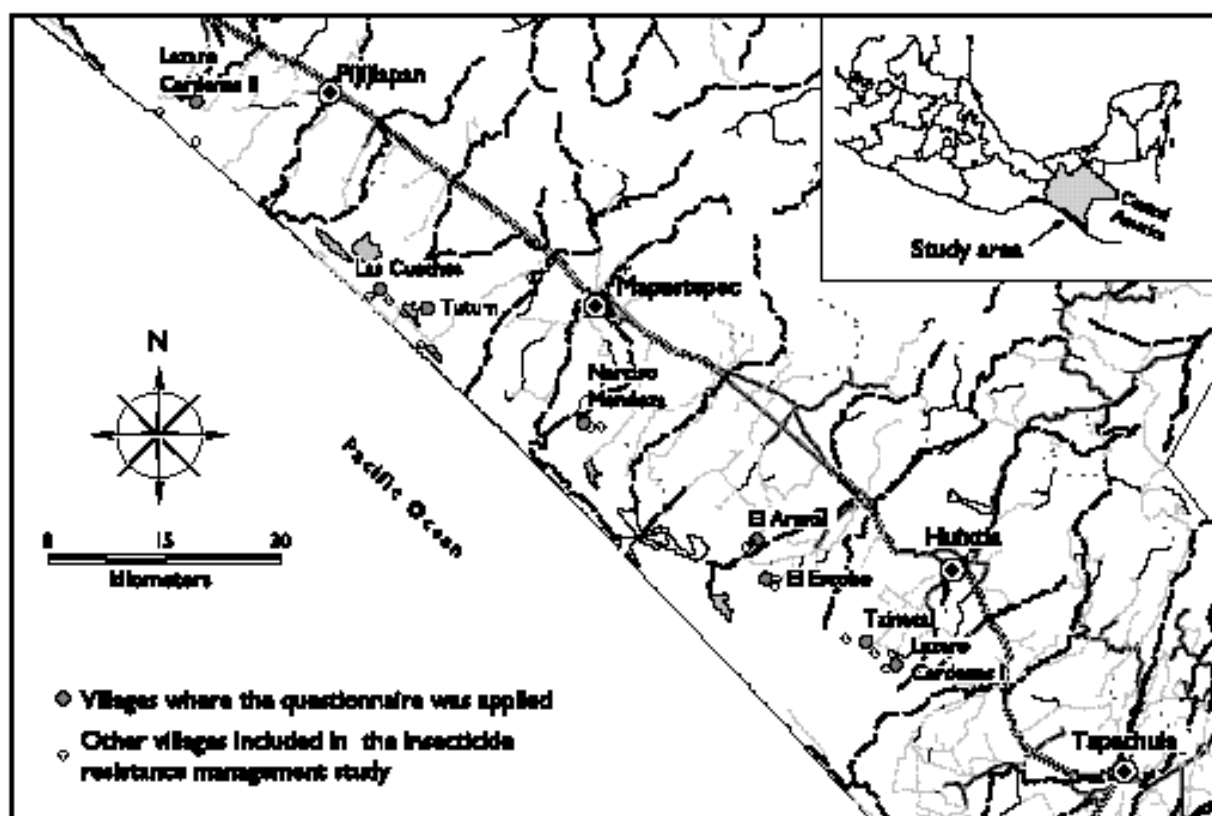 Lazaro
Cardenas II
Pijijiapan
Central
America
Study area
Las Cuaches
Mapastepec
Tutum
N
Narciso
Mendoza
Pacific Ocean
El Arenal
Huixtla
15
30
Kilometers
El Escobo
Lazaro
Cardenas I
Villages where the questionnaire was applied
Tapachula
Other villages included in the insecticide
resistance management study